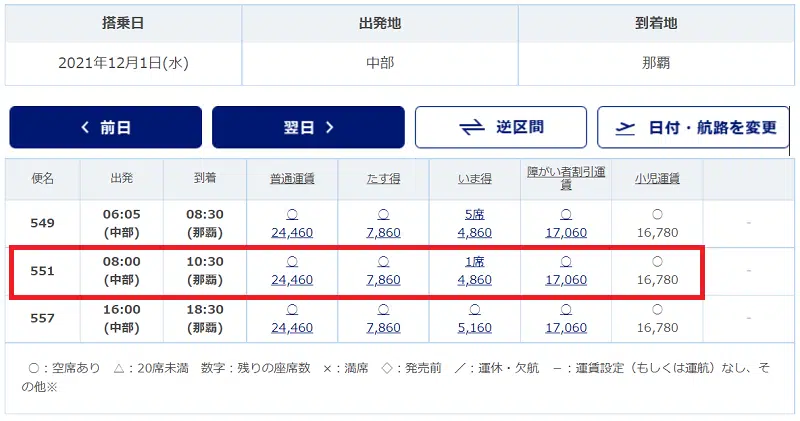 搭乗日 出発地 到着地
2021年12月1日(水) 中部 那覇
前日 翌日 逆区間 日付・航路を変更
便名 出発 到着 普通運賃 たす得 いま得 障がい者割引運
賃 小児運賃
549 06:05 08:30 ○ ○ 5席 ○ ○ -
(中部) (那覇) 24,460 7,860 4,860 17,060 16,780
551 08:00 10:30 ○ ○ 1席 ○ ○ -
(中部) (那覇) 24,460 7,860 4,860 17,060 16,780
557 16:00 18:30 ○ ○ ○ ○ ○ -
(中部) (那覇) 24,460 7,860 5,160 17,060 16,780
○：空席あり △：20席未満 数字：残りの座席数 ×：満席 ◇：発売前 ／：運休・欠航 −：運賃設定（もしくは運航）なし、そ
の他※